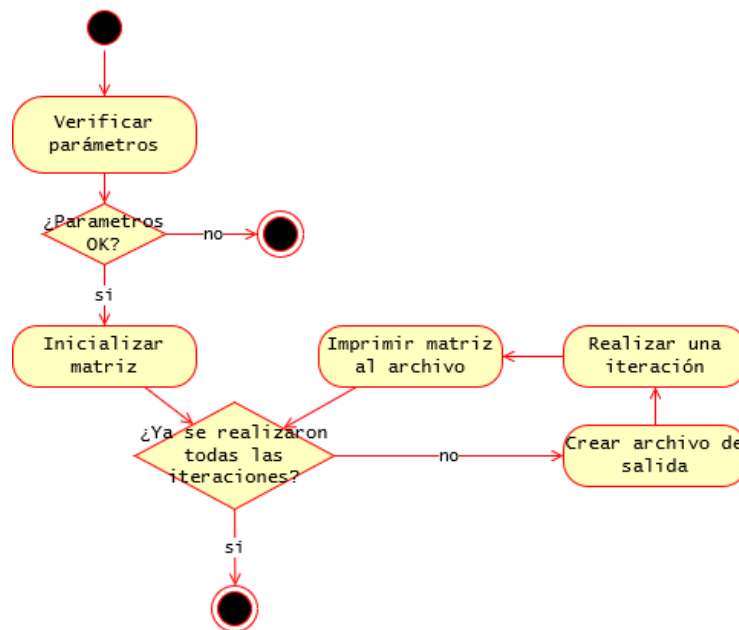 Verificar
parámetros
¿Parametros
OK?
no
si
Inicializar
matriz
Imprimir matriz
al archivo
Realizar una
iteración
¿Ya se realizaron
todas las
iteraciones?
no
Crear archivo de
salida
si